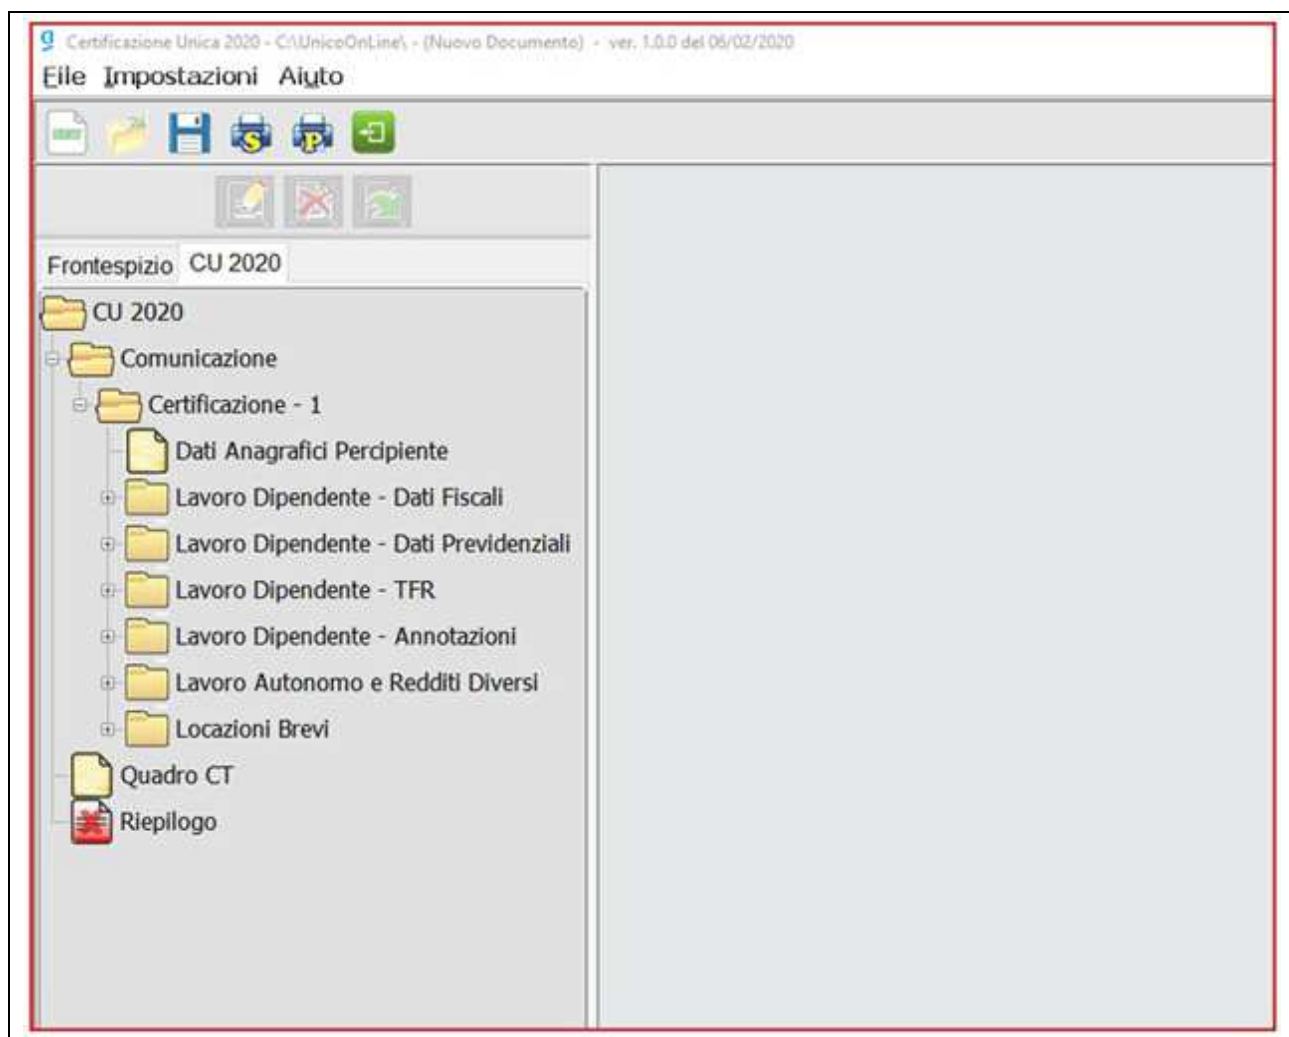 Certificazione Unica 2020 - C:\UnicoOnLine\ - (Nuovo Documento) - ver. 1.0.0 del 06/02/2020
File Impostazioni Aiuto
S P
Frontespizio CU 2020
CU 2020
Comunicazione
Certificazione - 1
Dati Anagrafici Percipiente
Lavoro Dipendente - Dati Fiscali
Lavoro Dipendente - Dati Previdenziali
Lavoro Dipendente - TFR
Lavoro Dipendente - Annotazioni
Lavoro Autonomo e Redditi Diversi
Locazioni Brevi
Quadro CT
Riepilogo